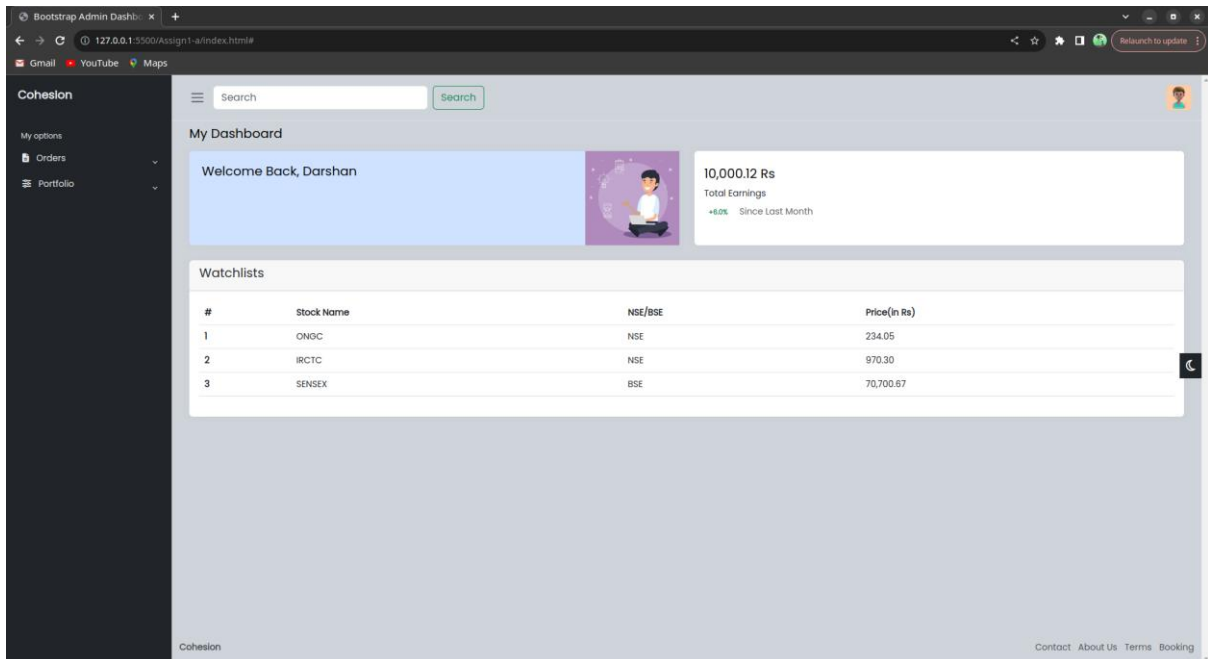 Bootstrap Admin Dashbo
127.0.0.1:5500/Assign1-a/index.html#
Relaunch to update
Gmail YouTube Maps
Cohesion
Search Search
My options
Orders
Portfolio
My Dashboard
Welcome Back, Darshan
10,000.12 Rs
Total Earnings
+6.0% Since Last Month
Watchlists
# Stock Name NSE/BSE Price(in Rs)
1 ONGC NSE 234.05
2 IRCTC NSE 970.30
3 SENSEX BSE 70,700.67
Cohesion Contact About Us Terms Booking